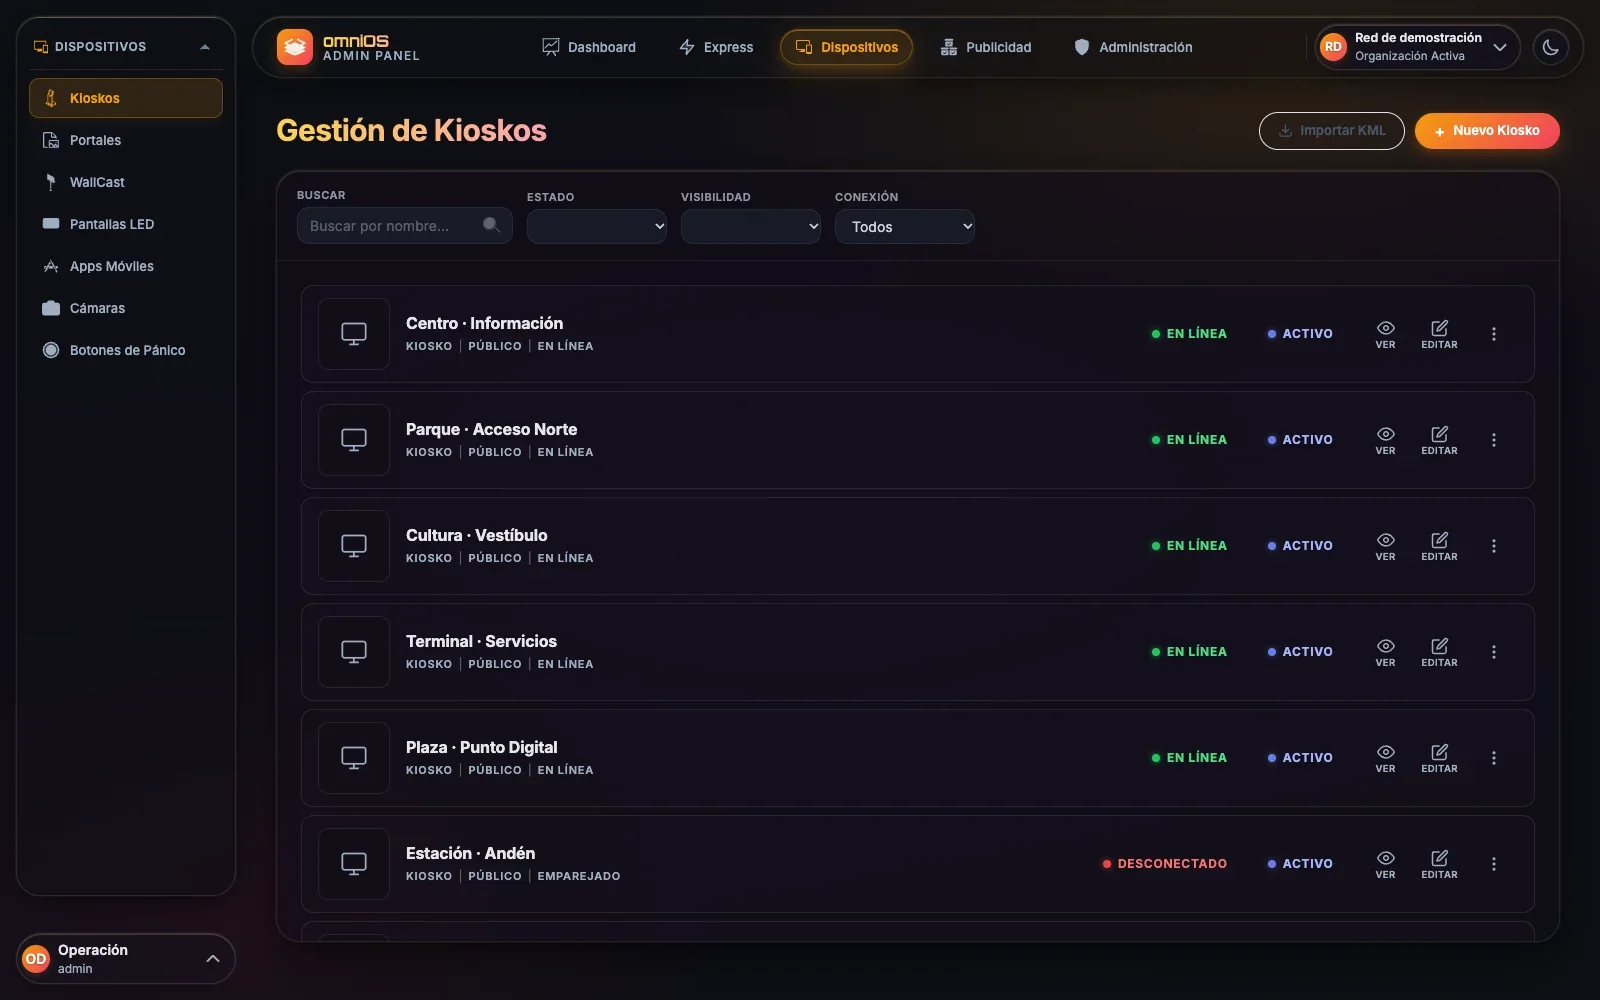 DISPOSITIVOS
Kioskos
Portales
WallCast
Pantallas LED
Apps Móviles
Cámaras
Botones de Pánico
OD
Operación
admin
omniOS
ADMIN PANEL
Dashboard
Express
Dispositivos
Publicidad
Administración
RD
Red de demostración
Organización Activa
Gestión de Kioskos
Importar KML
+ Nuevo Kiosko
BUSCAR
Buscar por nombre...
ESTADO
VISIBILIDAD
CONEXIÓN
Todos
Centro · Información
KIOSKO | PÚBLICO | EN LÍNEA
EN LÍNEA
ACTIVO
VER
EDITAR
Parque · Acceso Norte
KIOSKO | PÚBLICO | EN LÍNEA
EN LÍNEA
ACTIVO
VER
EDITAR
Cultura · Vestíbulo
KIOSKO | PÚBLICO | EN LÍNEA
EN LÍNEA
ACTIVO
VER
EDITAR
Terminal · Servicios
KIOSKO | PÚBLICO | EN LÍNEA
EN LÍNEA
ACTIVO
VER
EDITAR
Plaza · Punto Digital
KIOSKO | PÚBLICO | EN LÍNEA
EN LÍNEA
ACTIVO
VER
EDITAR
Estación · Andén
KIOSKO | PÚBLICO | EMPAREJADO
DESCONECTADO
ACTIVO
VER
EDITAR